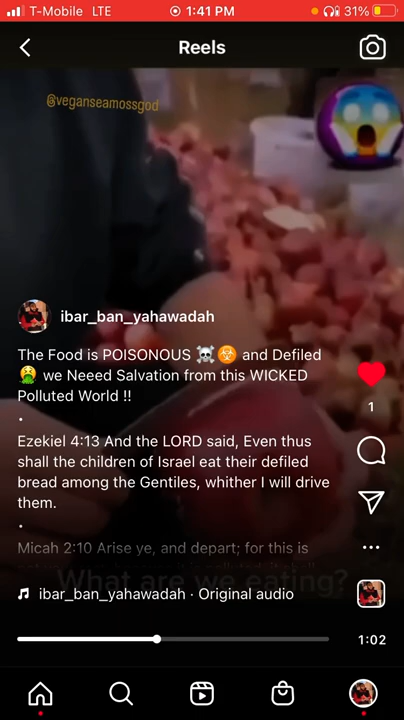 T-Mobile LTE 1:41 PM 31%
Reels
@veganseamossgod
ibar_ban_yahawadah
The Food is POISONOUS ☠️☣️ and Defiled
🤮 we Neeed Salvation from this WICKED
Polluted World !!
.
Ezekiel 4:13 And the LORD said, Even thus
shall the children of Israel eat their defiled
bread among the Gentiles, whither I will drive
them.
.
1
Micah 2:10 Arise ye, and depart; for this is
What are we eating?
ibar_ban_yahawadah · Original audio
1:02